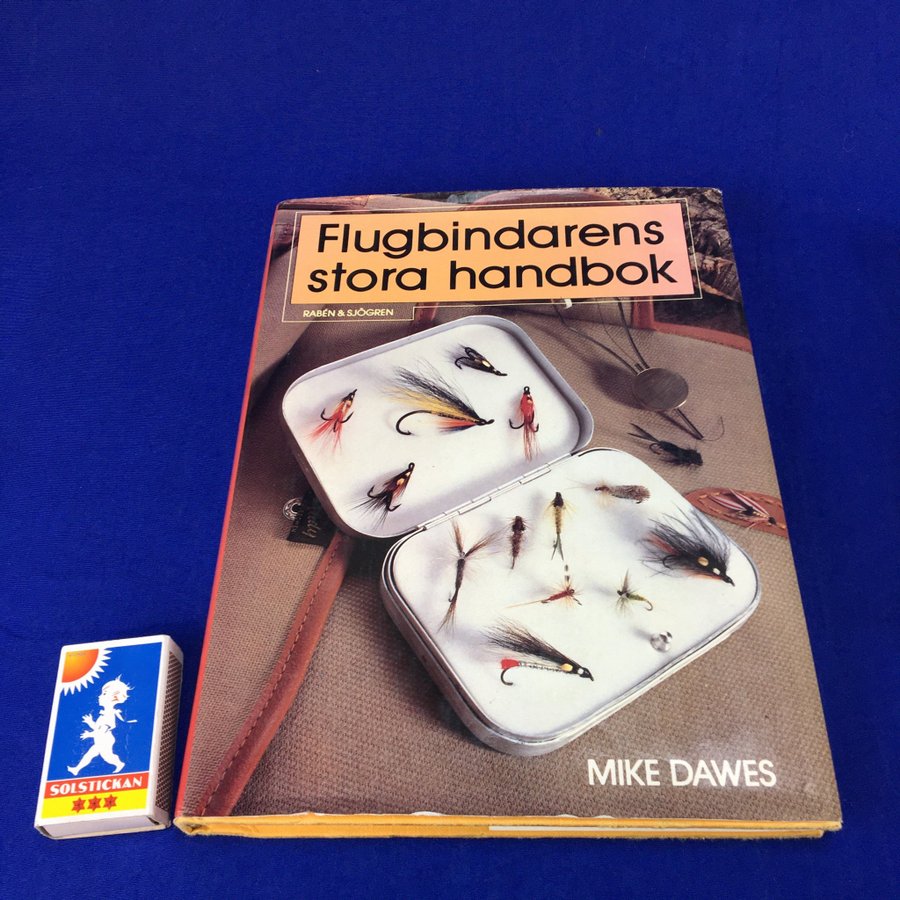 Flugbindarens
stora handbok
RABÉN & SJÖGREN
MIKE DAWES
SOLSTICKAN